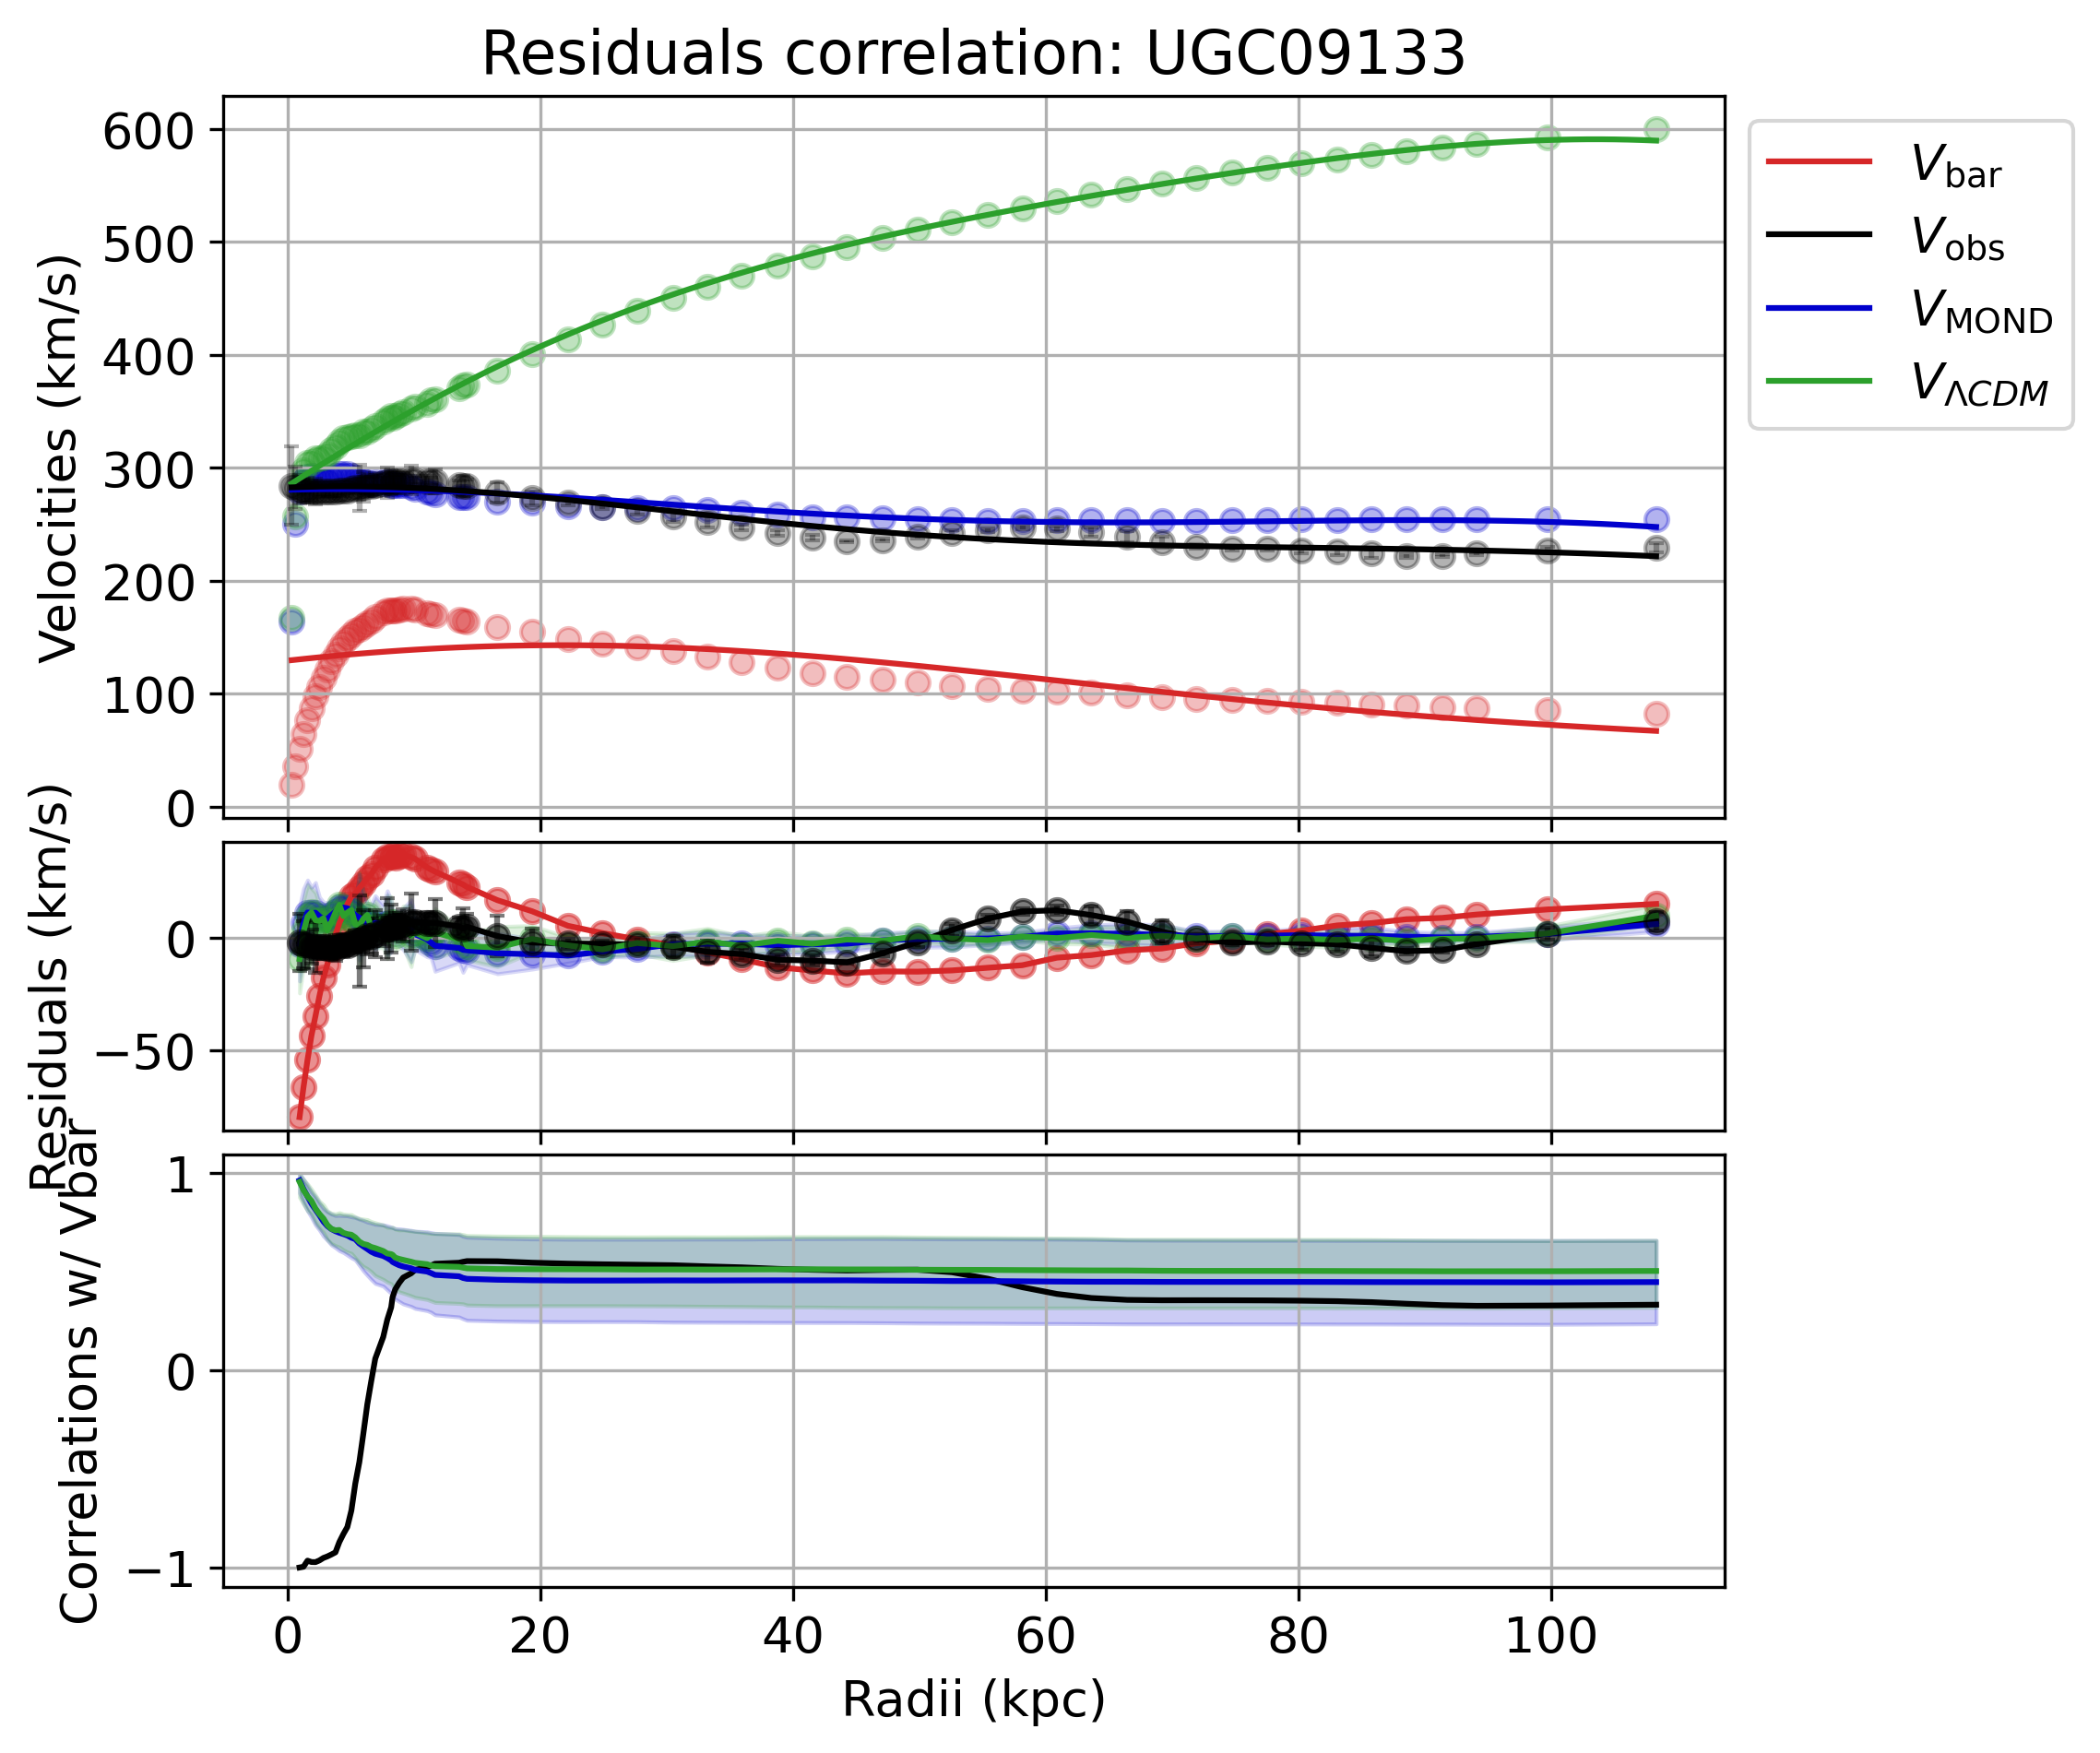 Residuals correlation: UGC09133
Velocities (km/s)
600
500
400
300
200
100
0
V_bar
V_obs
V_MOND
V_ΛCDM
Residuals (km/s)
0
−50
Correlations w/ Vbar
1
0
−1
0 20 40 60 80 100
Radii (kpc)